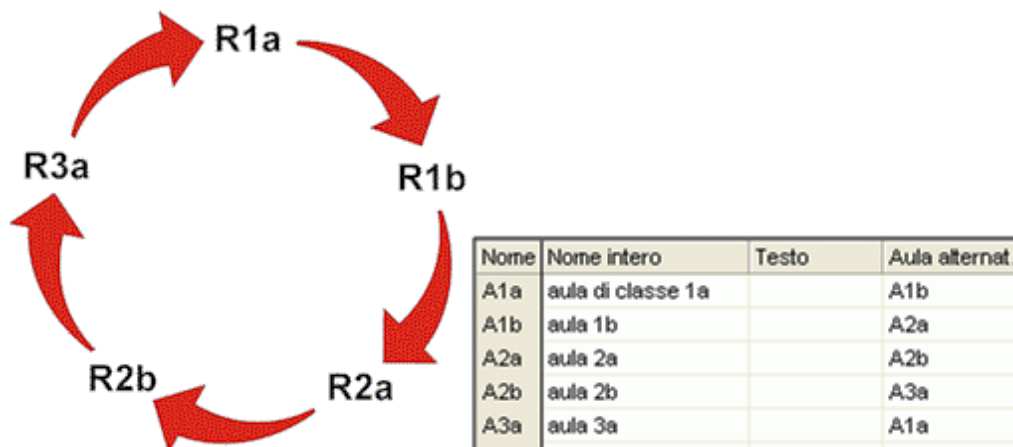 R1a
R1b
R2a
R2b
R3a
Nome Nome intero Testo Aula alternat.
A1a aula di classe 1a A1b
A1b aula 1b A2a
A2a aula 2a A2b
A2b aula 2b A3a
A3a aula 3a A1a